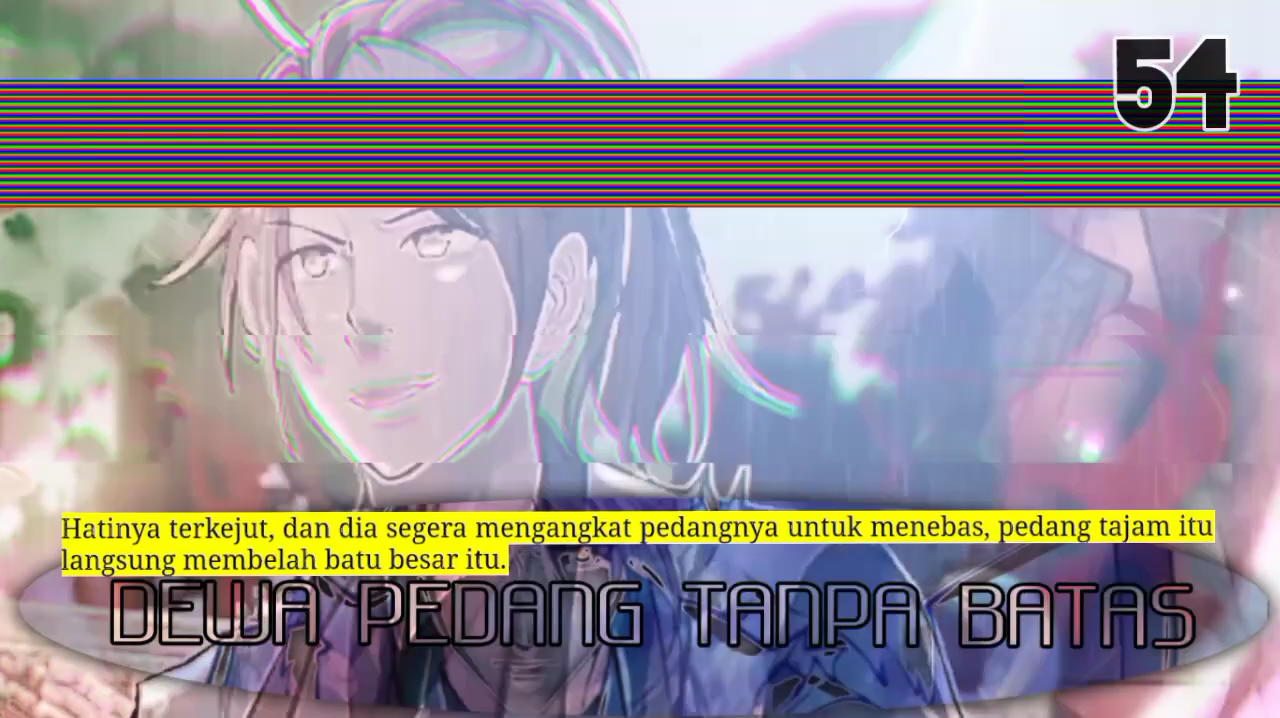 54
Hatinya terkejut, dan dia segera mengangkat pedangnya untuk menebas, pedang tajam itu
langsung membelah batu besar itu.
DEWA PEDANG TANPA BATAS